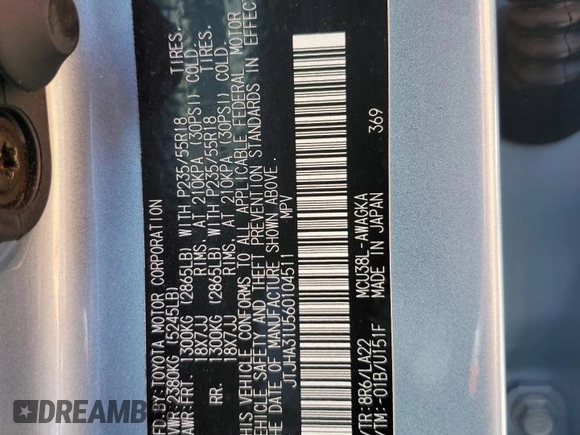 MFD.BY:TOYOTA MOTOR CORPORATION
GVWR:2380KG (5245LB)
GAWR:FRT. 1300KG (2865LB) WITH P235/55R18 TIRES,
18X7JJ RIMS, AT 210KPA (30PSI) COLD.
RR. 1300KG (2865LB) WITH P235/55R18 TIRES,
18X7JJ RIMS, AT 210KPA (30PSI) COLD.
THIS VEHICLE CONFORMS TO ALL APPLICABLE FEDERAL MOTOR
VEHICLE SAFETY AND THEFT PREVENTION STANDARDS IN EFFECT
THE DATE OF MANUFACTURE SHOWN ABOVE.
JTJHA31U560104511 MPV
C/TR:8R6/LA22 MCU38L-AWAGKA
A/TM:-01B/U151F MADE IN JAPAN
369
DREAMB